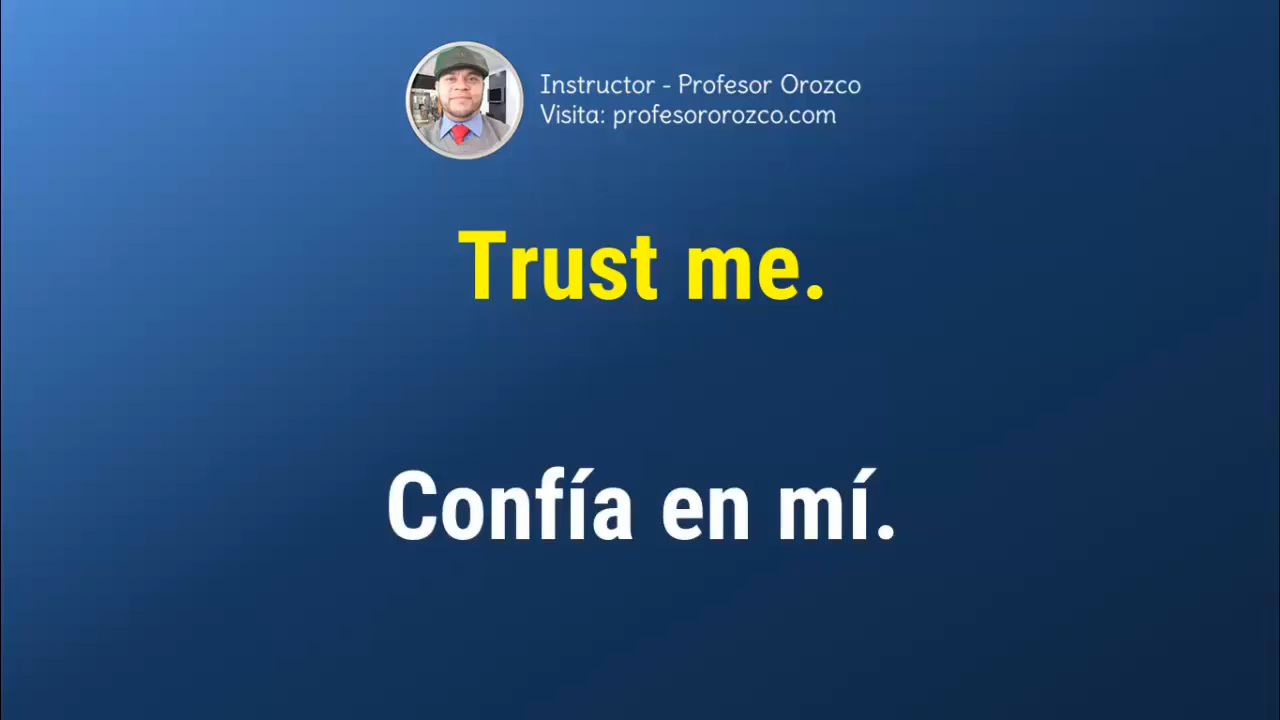 Instructor - Profesor Orozco
Visita: profesororozco.com
Trust me.
Confía en mí.